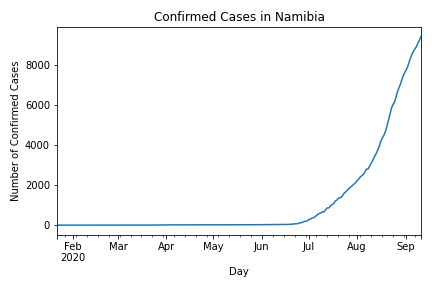 Confirmed Cases in Namibia
Number of Confirmed Cases
8000
6000
4000
2000
0
Feb Mar Apr May Jun Jul Aug Sep
2020
Day